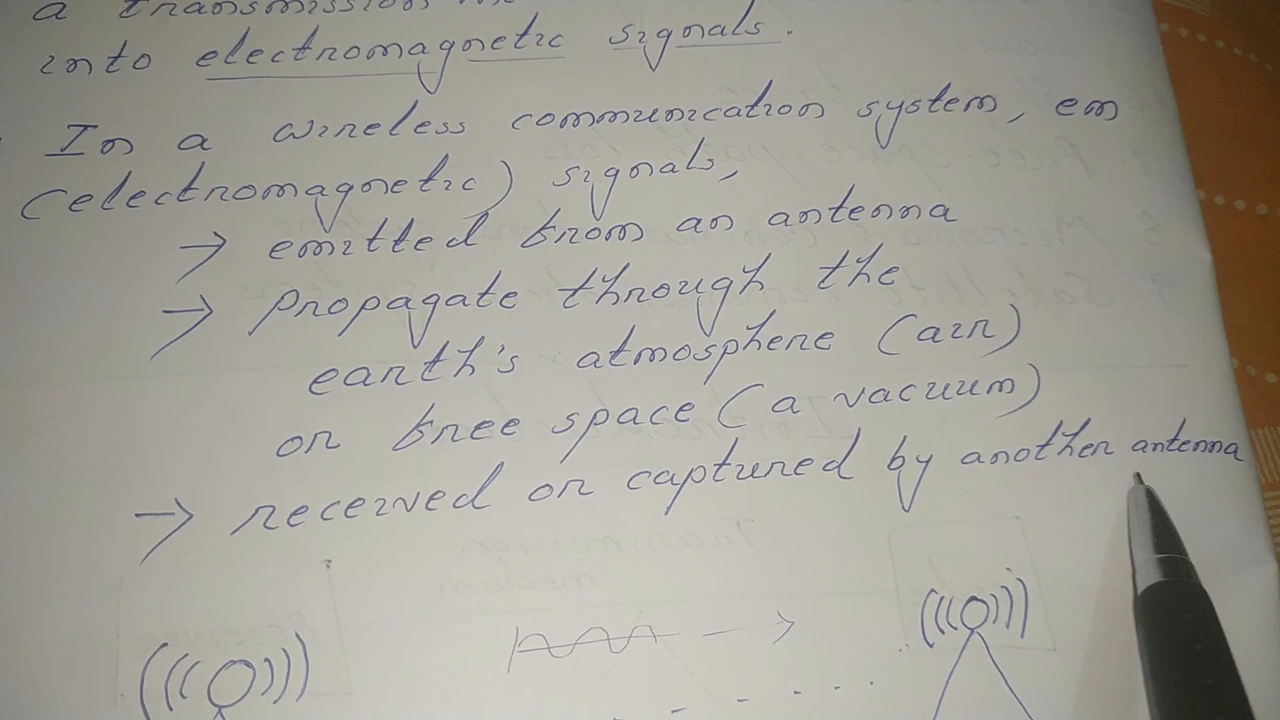 a transmission
into electromagnetic signals.
In a wireless communication system, em
(electromagnetic) signals,
→ emitted from an antenna
→ propagate through the
earth's atmosphere (air)
or free space (a vacuum)
→ received or captured by another antenna